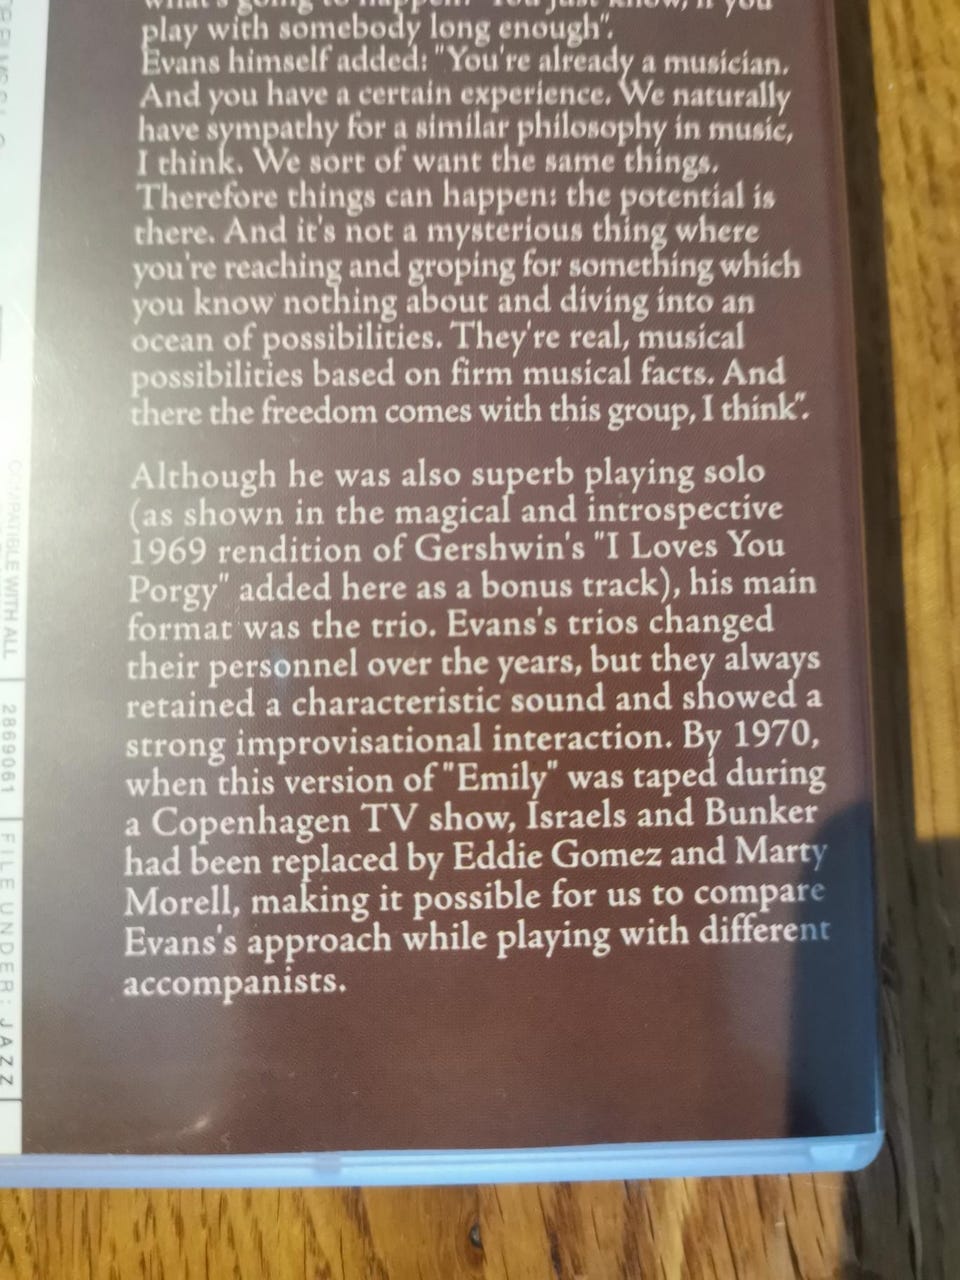 what's going to happen. You just know, if you
play with somebody long enough".
Evans himself added: "You're already a musician.
And you have a certain experience. We naturally
have sympathy for a similar philosophy in music,
I think. We sort of want the same things.
Therefore things can happen: the potential is
there. And it's not a mysterious thing where
you're reaching and groping for something which
you know nothing about and diving into an
ocean of possibilities. They're real, musical
possibilities based on firm musical facts. And
there the freedom comes with this group, I think".
Although he was also superb playing solo
(as shown in the magical and introspective
1969 rendition of Gershwin's "I Loves You
Porgy" added here as a bonus track), his main
format was the trio. Evans's trios changed
their personnel over the years, but they always
retained a characteristic sound and showed a
strong improvisational interaction. By 1970,
when this version of "Emily" was taped during
a Copenhagen TV show, Israels and Bunker
had been replaced by Eddie Gomez and Marty
Morell, making it possible for us to compare
Evans's approach while playing with different
accompanists.
COMPATIBLE WITH ALL
2869061
FILE UNDER: JAZZ